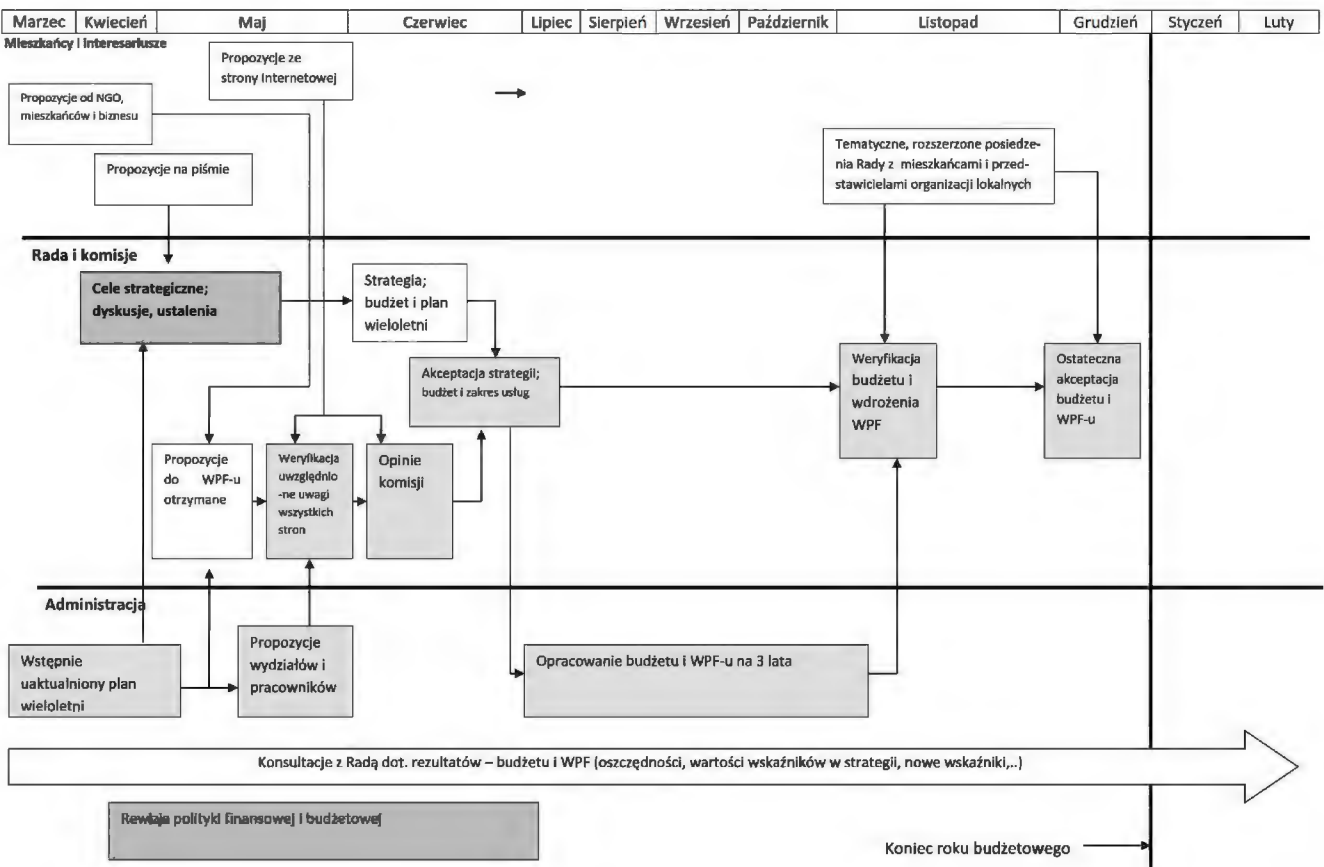 Marzec Kwiecień Maj Czerwiec Lipiec Sierpień Wrzesień Październik Listopad Grudzień Styczeń Luty
Mieszkańcy i interesariusze
Propozycje ze
strony internetowej
Propozycje od NGO,
mieszkańców i biznesu
Propozycje na piśmie
Tematyczne, rozszerzone posiedze-
nia Rady z mieszkańcami i przed-
stawicielami organizacji lokalnych
Rada i komisje
Cele strategiczne;
dyskusje, ustalenia
Strategia;
budżet i plan
wieloletni
Akceptacja strategii;
budżet i zakres usług
Weryfikacja
budżetu i
wdrożenia
WPF
Ostateczna
akceptacja
budżetu i
WPF-u
Propozycje
do WPF-u
otrzymane
Weryfikacja
uwzględnio
-ne uwagi
wszystkich
stron
Opinie
komisji
Administracja
Wstępnie
uaktualniony plan
wieloletni
Propozycje
wydziałów i
pracowników
Opracowanie budżetu i WPF-u na 3 lata
Konsultacje z Radą dot. rezultatów – budżetu i WPF (oszczędności, wartości wskaźników w strategii, nowe wskaźniki,..)
polityki finansowej i budżetowej
Koniec roku budżetowego